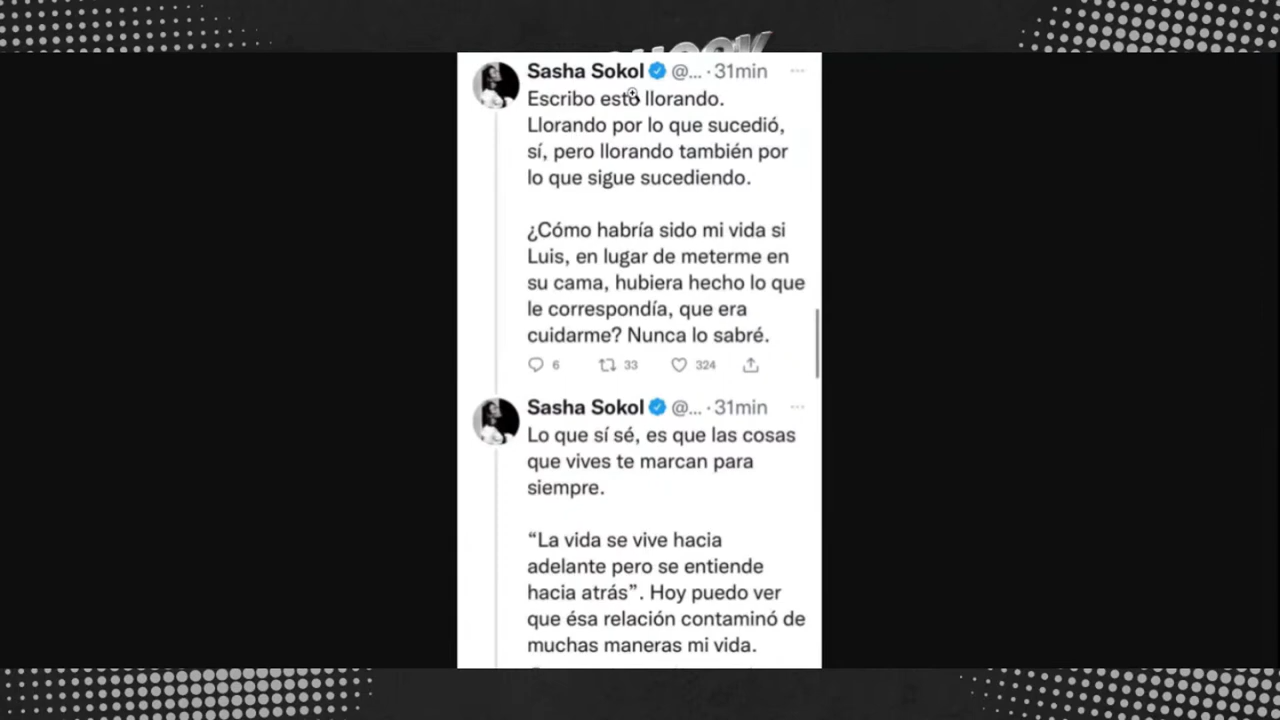 Sasha Sokol @... · 31min
Escribo esto llorando.
Llorando por lo que sucedió,
sí, pero llorando también por
lo que sigue sucediendo.
¿Cómo habría sido mi vida si
Luis, en lugar de meterme en
su cama, hubiera hecho lo que
le correspondía, que era
cuidarme? Nunca lo sabré.
6 33 324
Sasha Sokol @... · 31min
Lo que sí sé, es que las cosas
que vives te marcan para
siempre.
“La vida se vive hacia
adelante pero se entiende
hacia atrás”. Hoy puedo ver
que ésa relación contaminó de
muchas maneras mi vida.